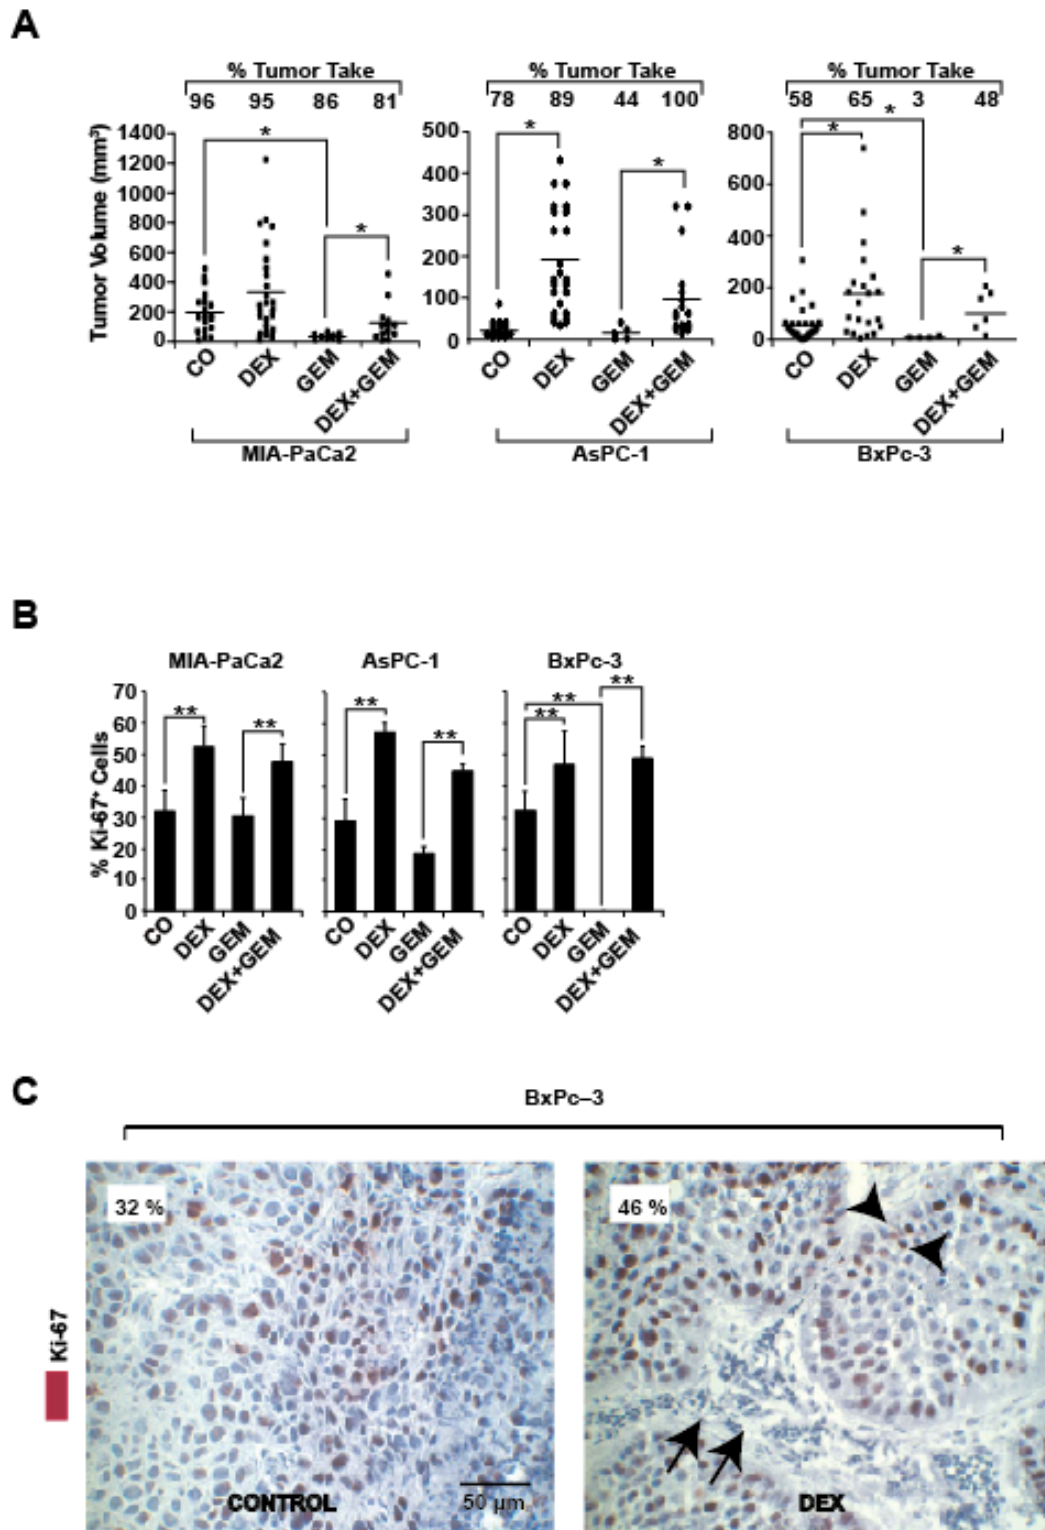 A
% Tumor Take % Tumor Take % Tumor Take
96 95 86 81 78 89 44 100 58 65 3 48
Tumor Volume (mm³)
1400
1200
1000
800
600
400
200
0
500
400
300
200
100
0
800
600
400
200
0
* *
* *
* * *
CO DEX GEM DEX+GEM
CO DEX GEM DEX+GEM
CO DEX GEM DEX+GEM
MIA-PaCa2 AsPC-1 BxPc-3
B
MIA-PaCa2 AsPC-1 BxPc-3
% Ki-67⁺ Cells
70
60
50
40
30
20
10
0
** **
** **
** ** **
CO DEX GEM DEX+GEM
CO DEX GEM DEX+GEM
CO DEX GEM DEX+GEM
C
BxPc–3
32 % 46 %
Ki-67
CONTROL 50 µm DEX